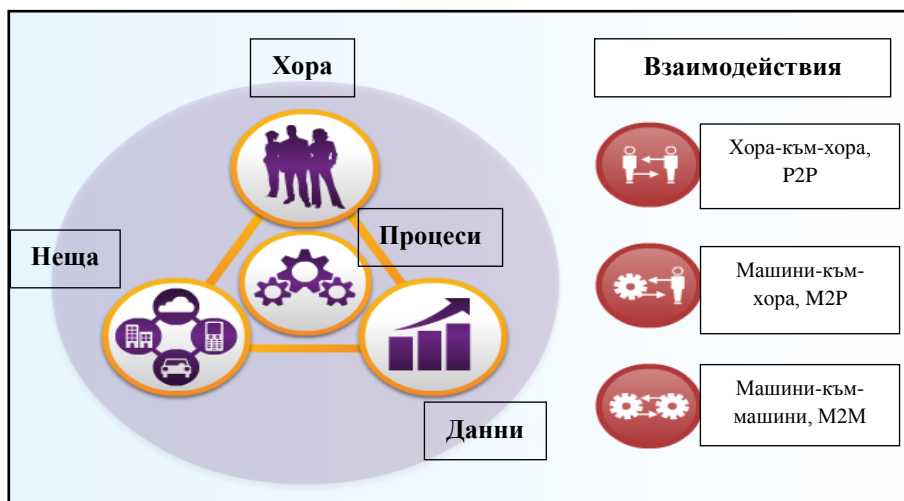 Хора
Взаимодействия
Хора-към-хора,
P2P
Процеси
Неща
Машини-към-
хора, M2P
Машини-към-
машини, M2M
Данни